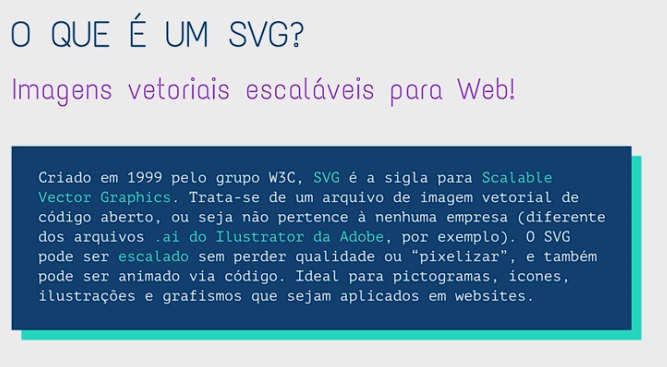 O QUE É UM SVG?
Imagens vetoriais escaláveis para Web!
Criado em 1999 pelo grupo W3C, SVG é a sigla para Scalable
Vector Graphics. Trata-se de um arquivo de imagem vetorial de
código aberto, ou seja não pertence à nenhuma empresa (diferente
dos arquivos .ai do Ilustrator da Adobe, por exemplo). O SVG
pode ser escalado sem perder qualidade ou “pixelizar”, e também
pode ser animado via código. Ideal para pictogramas, icones,
ilustrações e grafismos que sejam aplicados em websites.